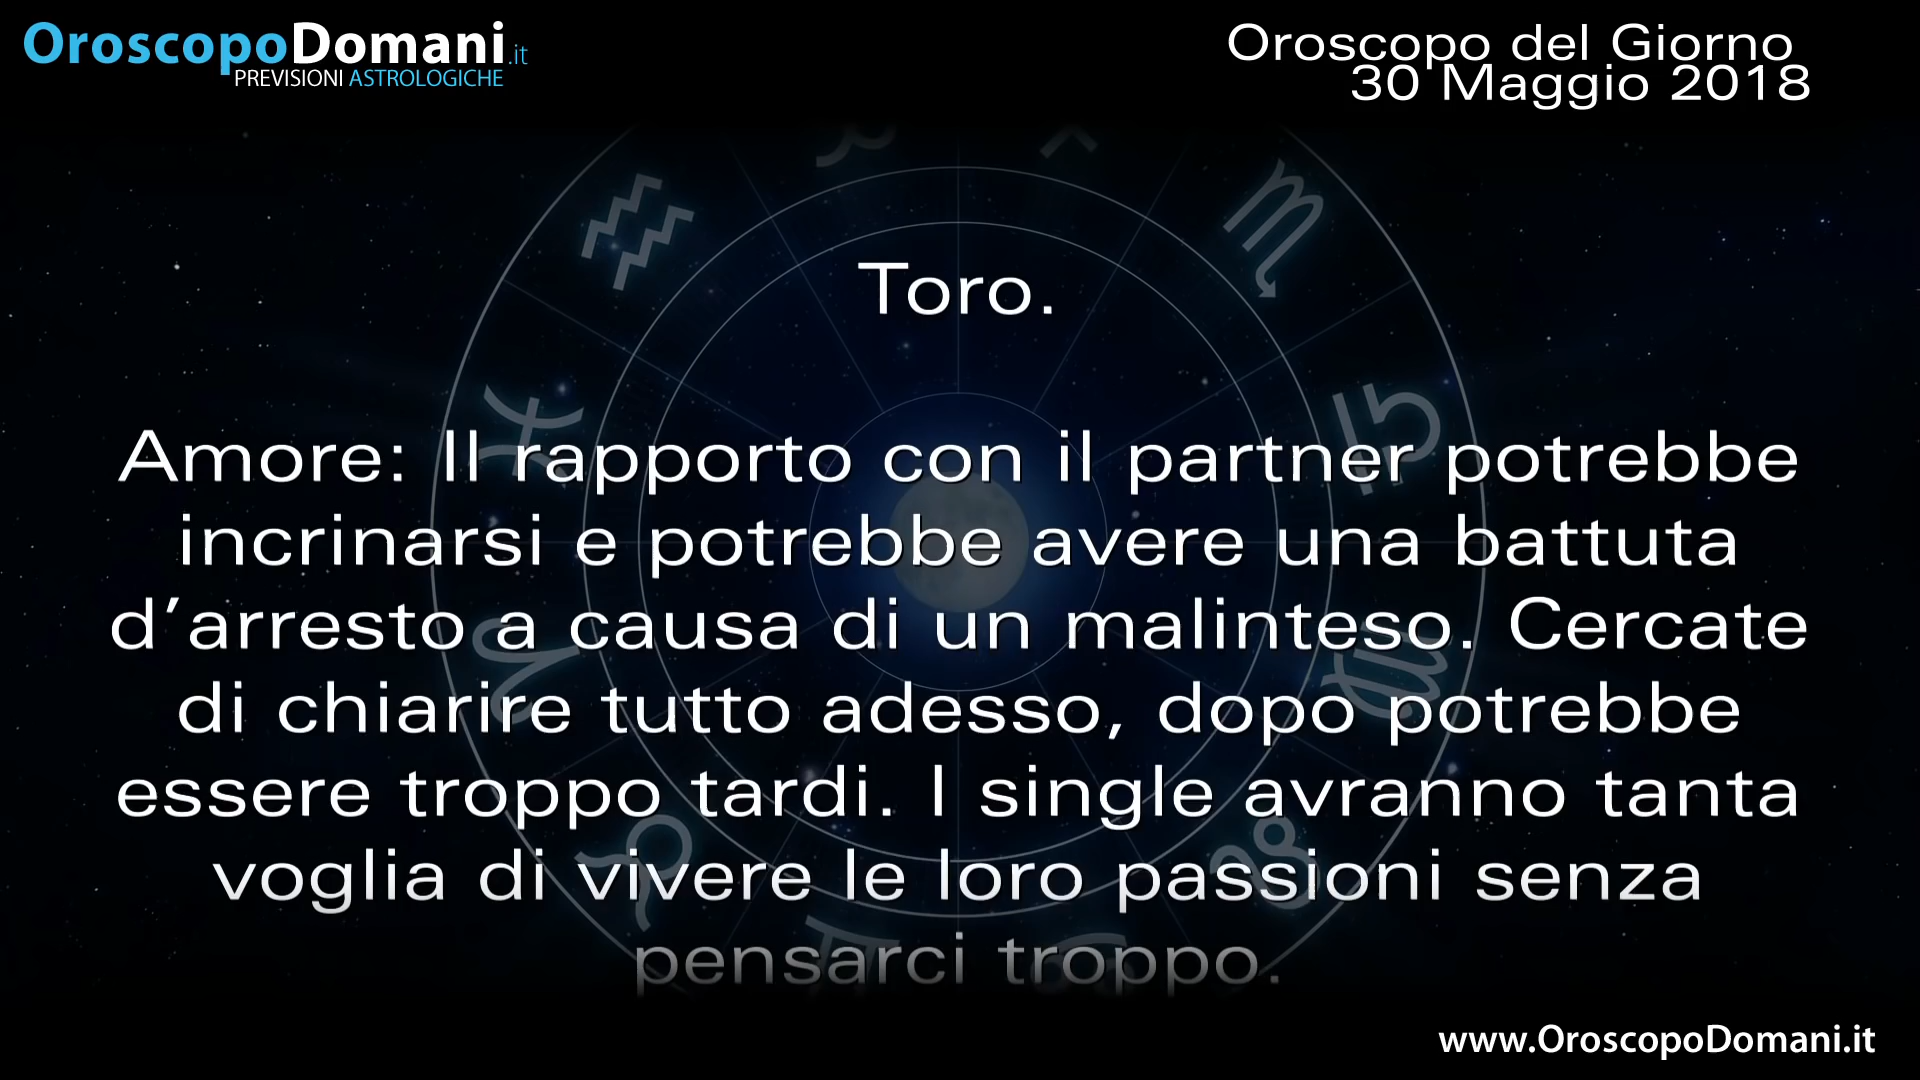 OroscopoDomani.it
PREVISIONI ASTROLOGICHE
Oroscopo del Giorno
30 Maggio 2018
Toro.
Amore: Il rapporto con il partner potrebbe
incrinarsi e potrebbe avere una battuta
d’arresto a causa di un malinteso. Cercate
di chiarire tutto adesso, dopo potrebbe
essere troppo tardi. I single avranno tanta
voglia di vivere le loro passioni senza
pensarci troppo.
www.OroscopoDomani.it